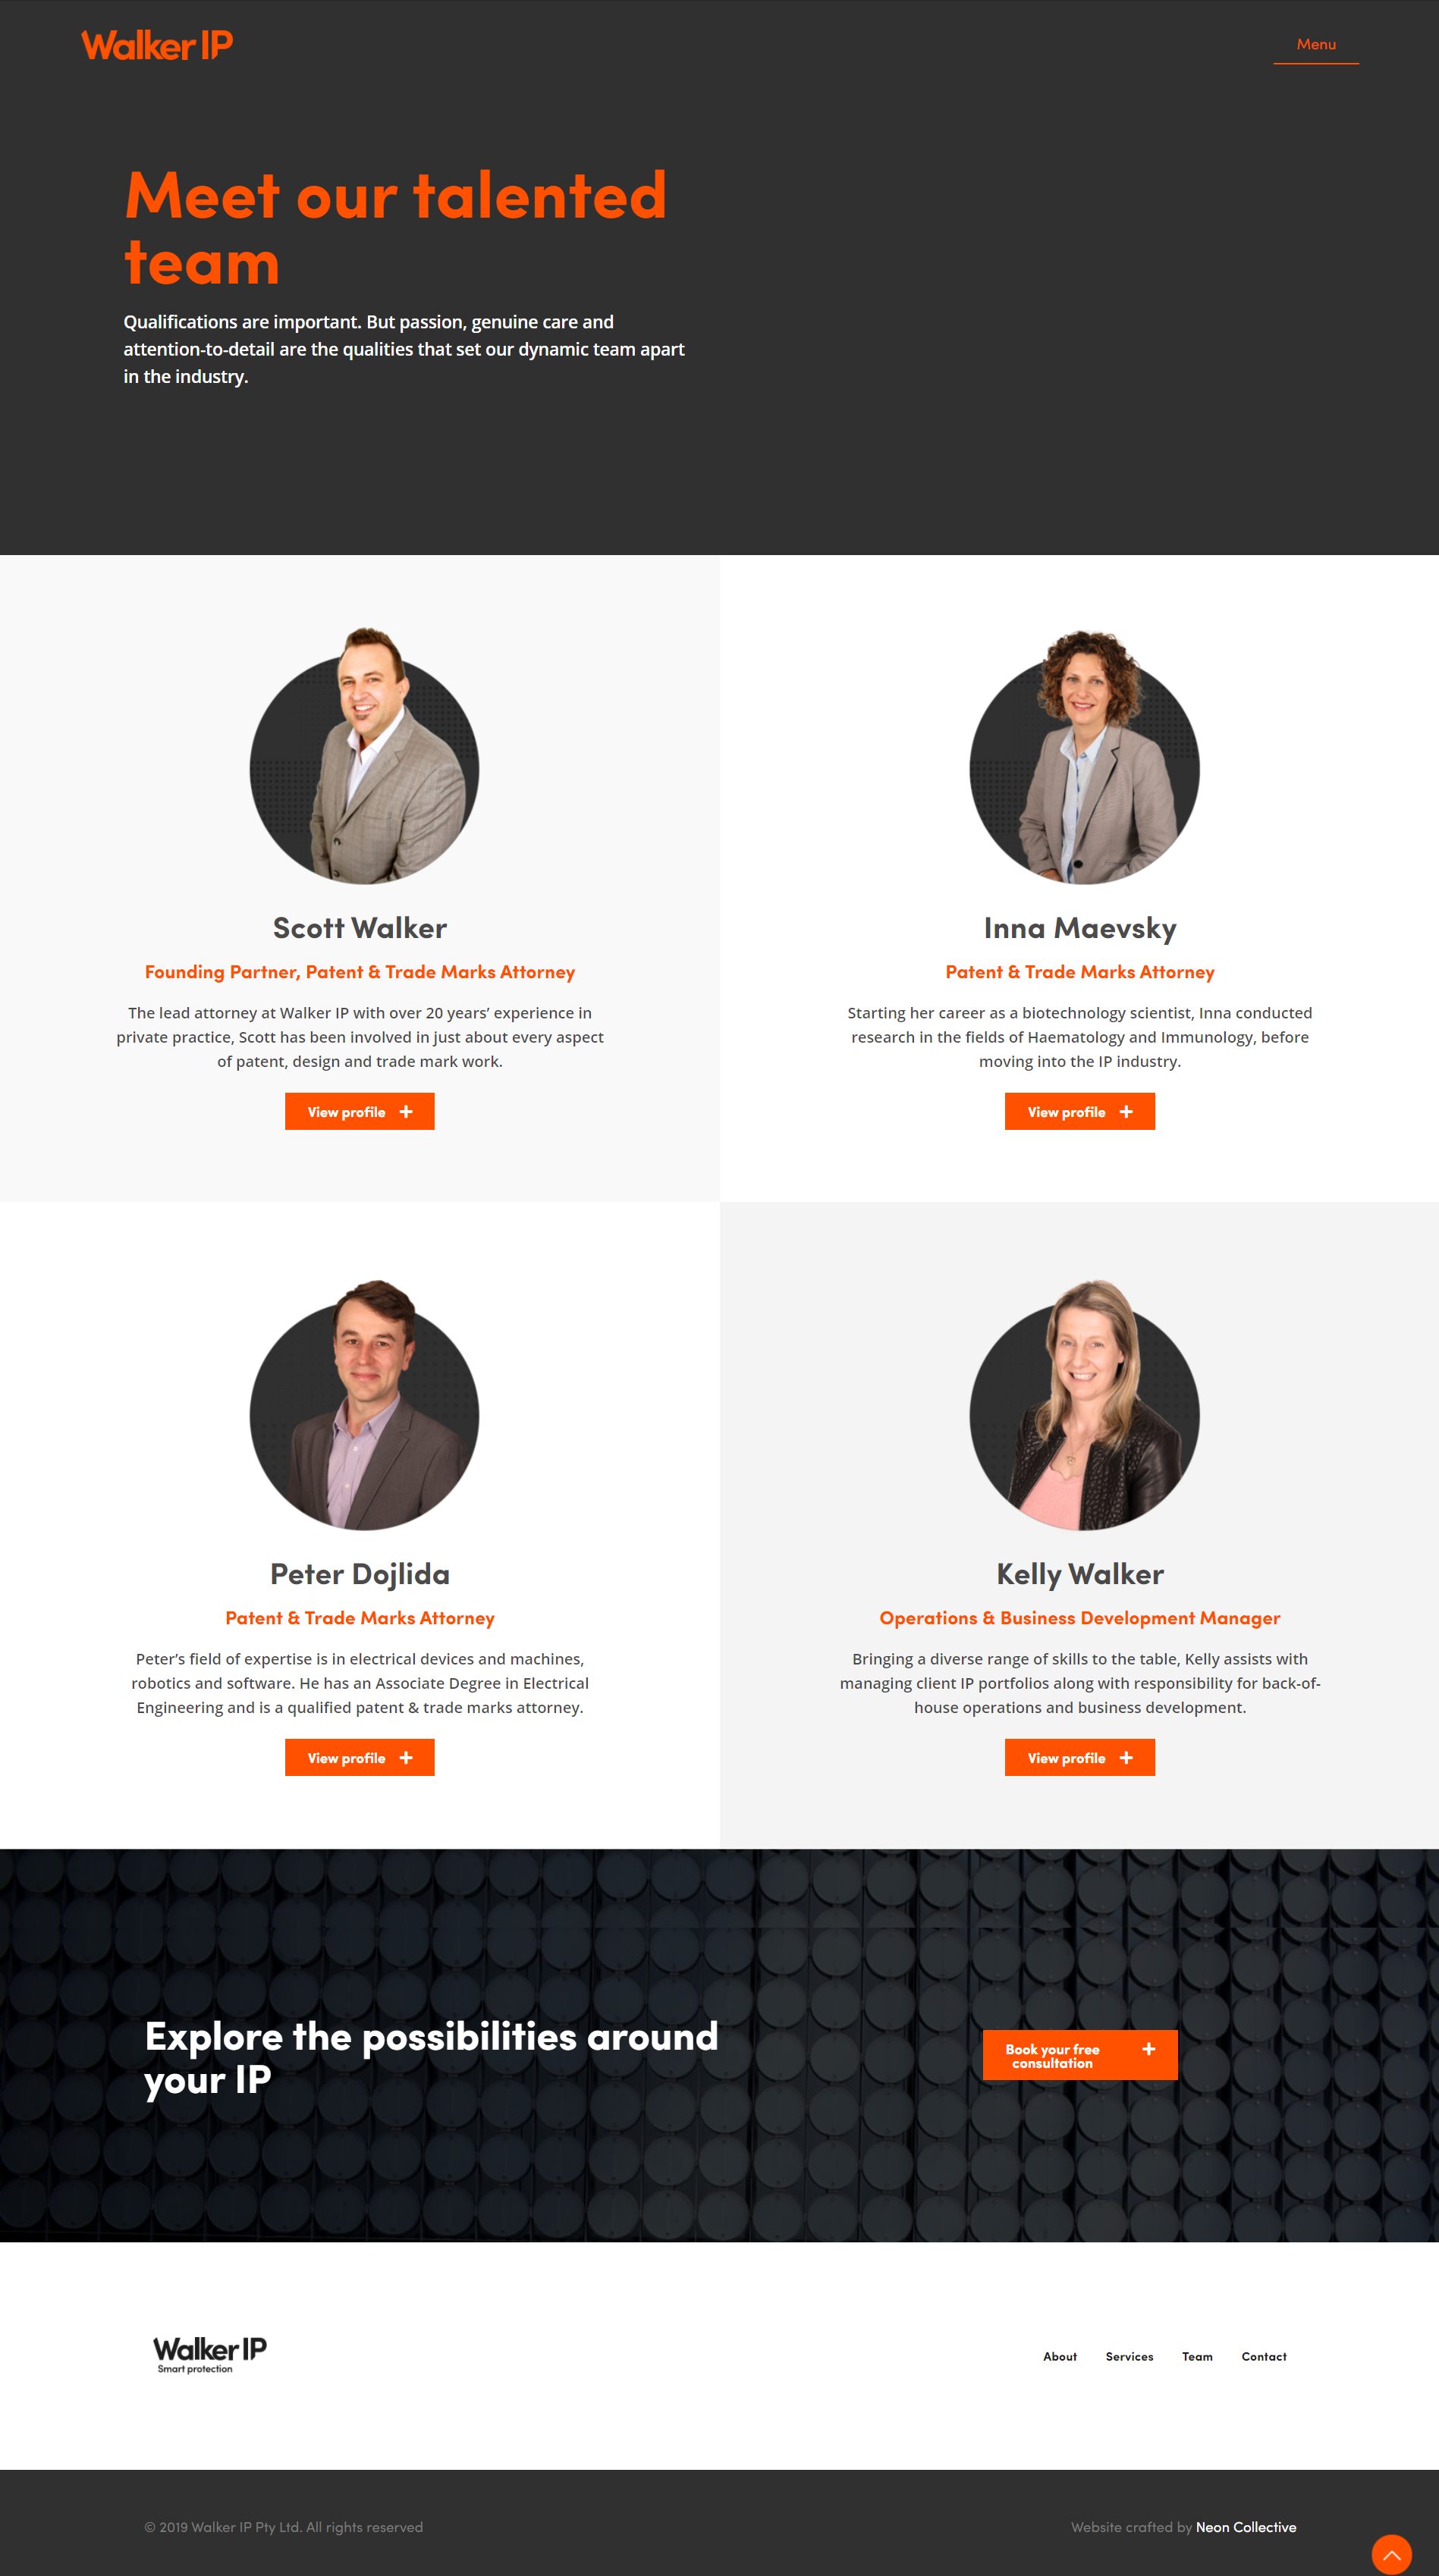 Walker IP
Menu
Meet our talented
team
Qualifications are important. But passion, genuine care and
attention-to-detail are the qualities that set our dynamic team apart
in the industry.
Scott Walker
Founding Partner, Patent & Trade Marks Attorney
The lead attorney at Walker IP with over 20 years’ experience in
private practice, Scott has been involved in just about every aspect
of patent, design and trade mark work.
View profile +
Inna Maevsky
Patent & Trade Marks Attorney
Starting her career as a biotechnology scientist, Inna conducted
research in the fields of Haematology and Immunology, before
moving into the IP industry.
View profile +
Peter Dojlida
Patent & Trade Marks Attorney
Peter’s field of expertise is in electrical devices and machines,
robotics and software. He has an Associate Degree in Electrical
Engineering and is a qualified patent & trade marks attorney.
View profile +
Kelly Walker
Operations & Business Development Manager
Bringing a diverse range of skills to the table, Kelly assists with
managing client IP portfolios along with responsibility for back-of-
house operations and business development.
View profile +
Explore the possibilities around
your IP
Book your free +
consultation
Walker IP
Smart protection
About Services Team Contact
© 2019 Walker IP Pty Ltd. All rights reserved
Website crafted by Neon Collective